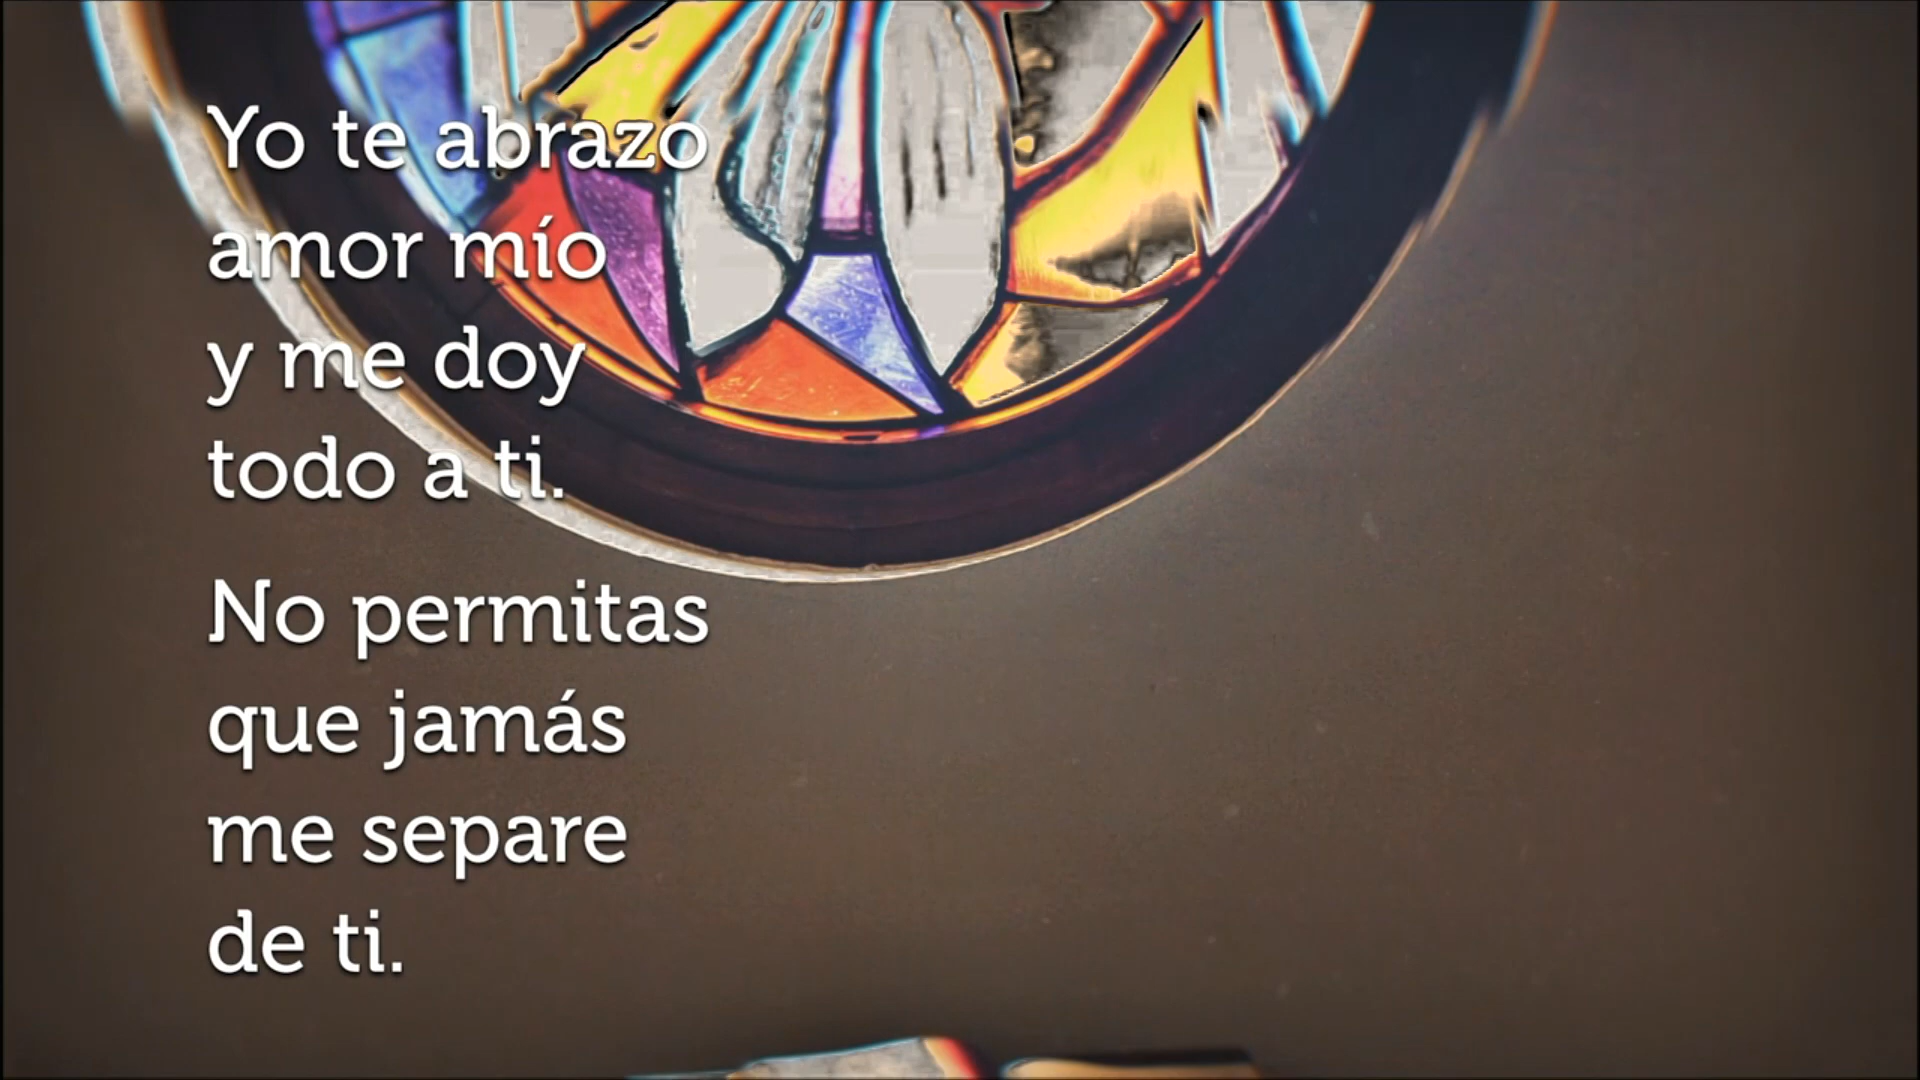 Yo te abrazo
amor mío
y me doy
todo a ti.
No permitas
que jamás
me separe
de ti.